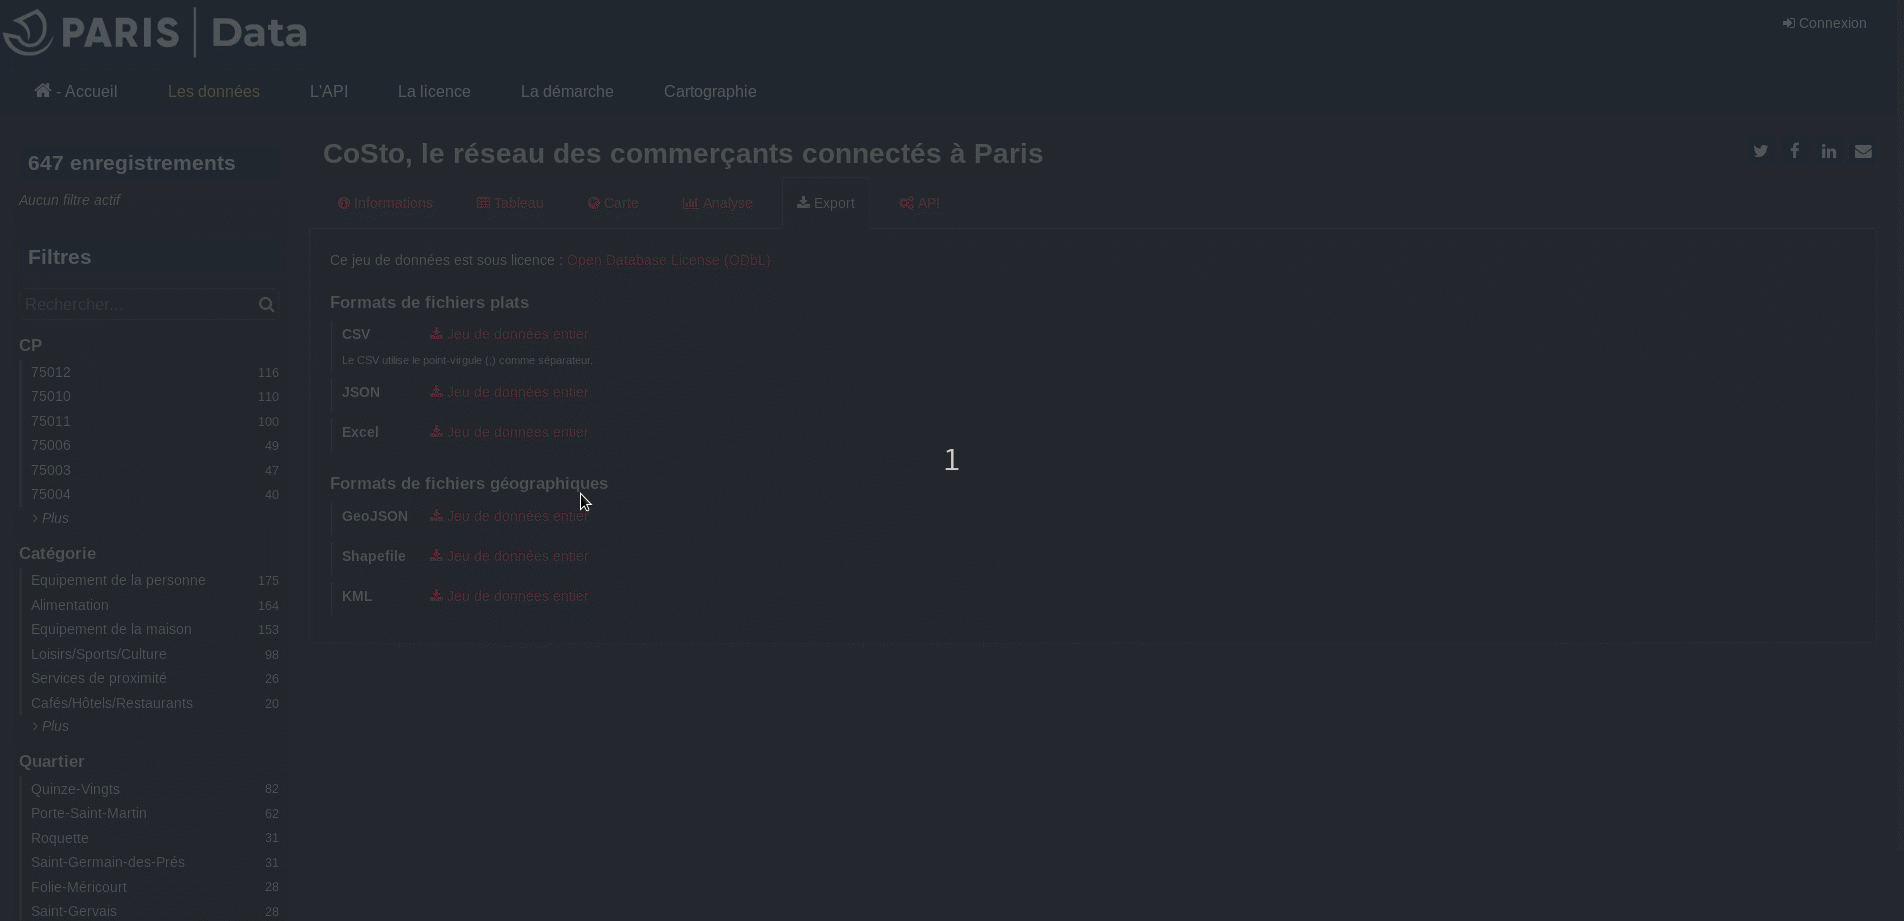 PARIS | Data
Connexion
- Accueil
Les données
L'API
La licence
La démarche
Cartographie
647 enregistrements
Aucun filtre actif
Filtres
Rechercher...
CP
75012 116
75010 110
75011 100
75006 49
75003 47
75004 40
> Plus
Catégorie
Equipement de la personne 175
Alimentation 164
Equipement de la maison 153
Loisirs/Sports/Culture 98
Services de proximité 26
Cafés/Hôtels/Restaurants 20
> Plus
Quartier
Quinze-Vingts 82
Porte-Saint-Martin 62
Roquette 31
Saint-Germain-des-Prés 31
Folie-Méricourt 28
Saint-Gervais 28
CoSto, le réseau des commerçants connectés à Paris
Informations
Tableau
Carte
Analyse
Export
API
Ce jeu de données est sous licence : Open Database License (ODbL)
Formats de fichiers plats
CSV Jeu de données entier
Le CSV utilise le point-virgule (;) comme séparateur.
JSON Jeu de données entier
Excel Jeu de données entier
Formats de fichiers géographiques
GeoJSON Jeu de données entier
Shapefile Jeu de données entier
KML Jeu de données entier
1